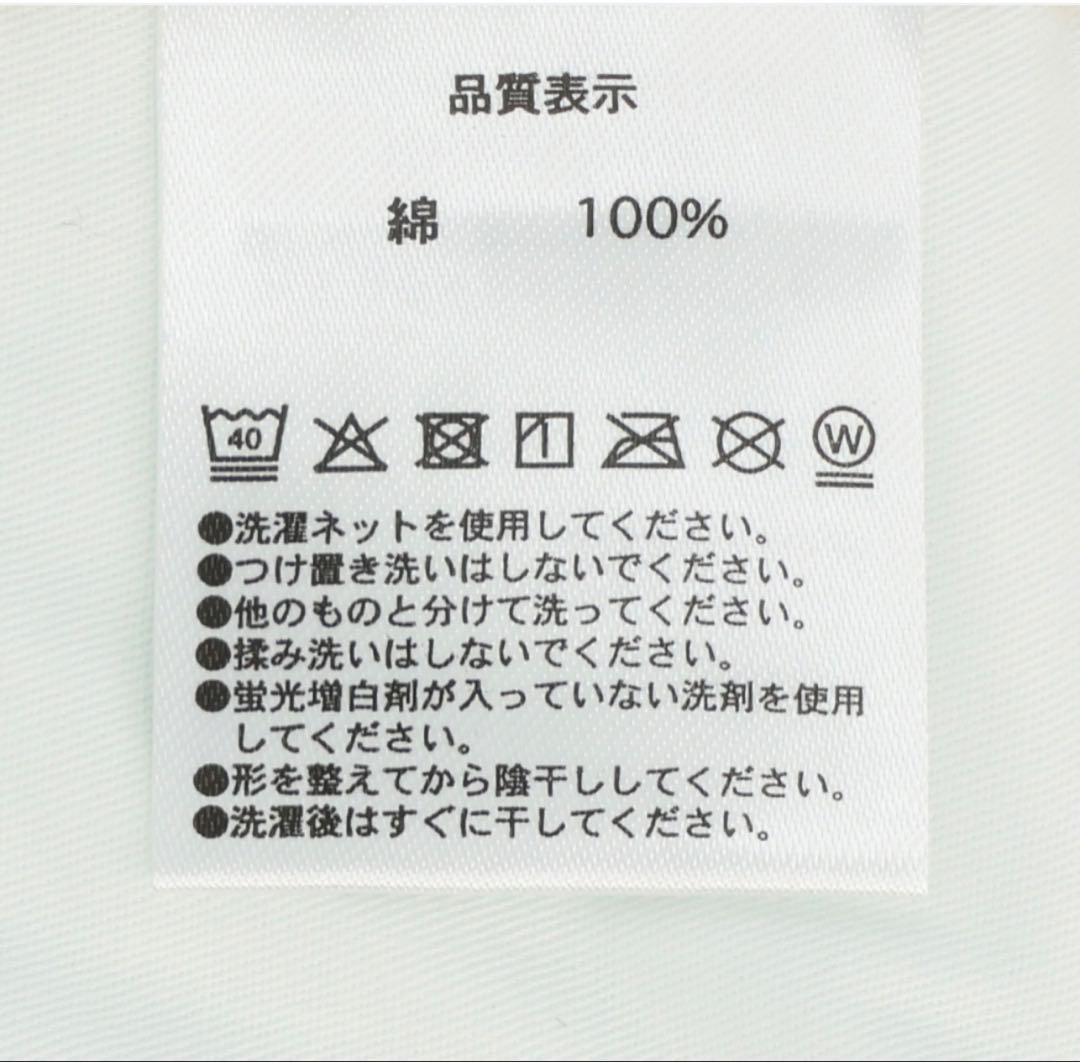 品質表示
綿 100%
40 W
●洗濯ネットを使用してください。
●つけ置き洗いはしないでください。
●他のものと分けて洗ってください。
●揉み洗いはしないでください。
●蛍光増白剤が入っていない洗剤を使用
してください。
●形を整えてから陰干ししてください。
●洗濯後はすぐに干してください。